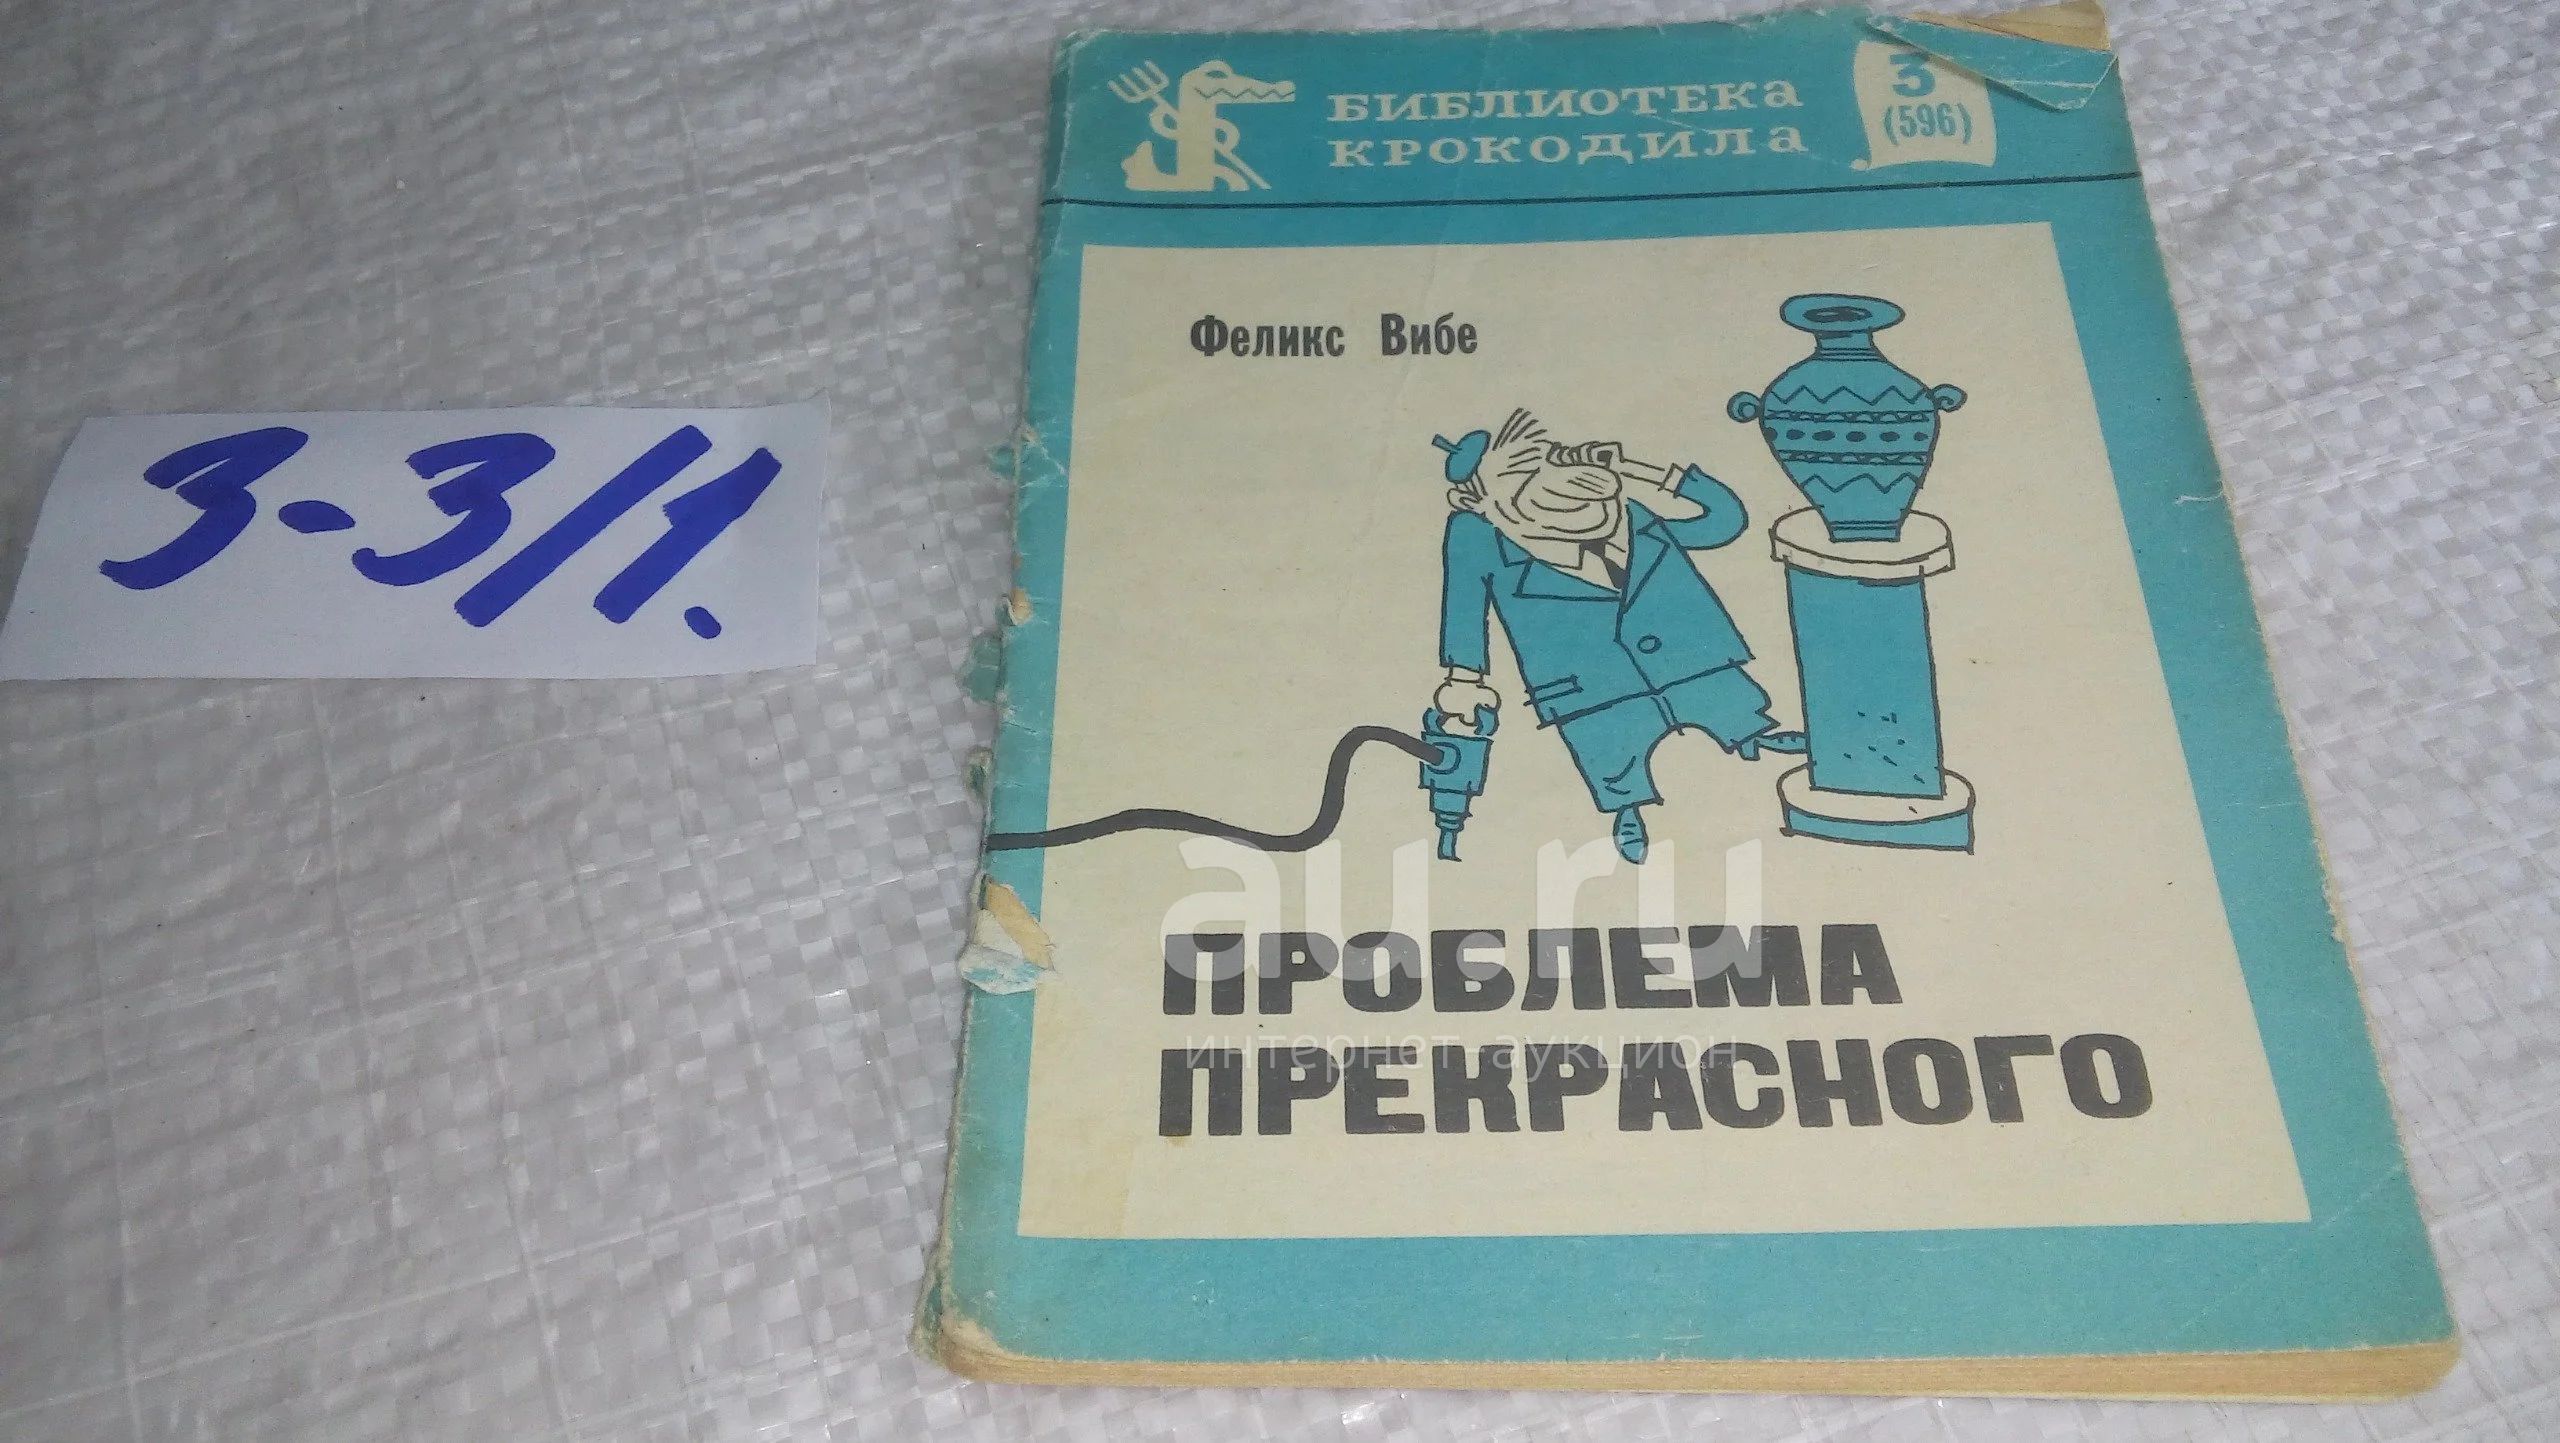 БИБЛИОТЕКА
КРОКОДИЛА
3
(596)
Феликс Вибе
3-3/1.
au.ru
ПРОБЛЕМА
интернет-аукцион
ПРЕКРАСНОГО